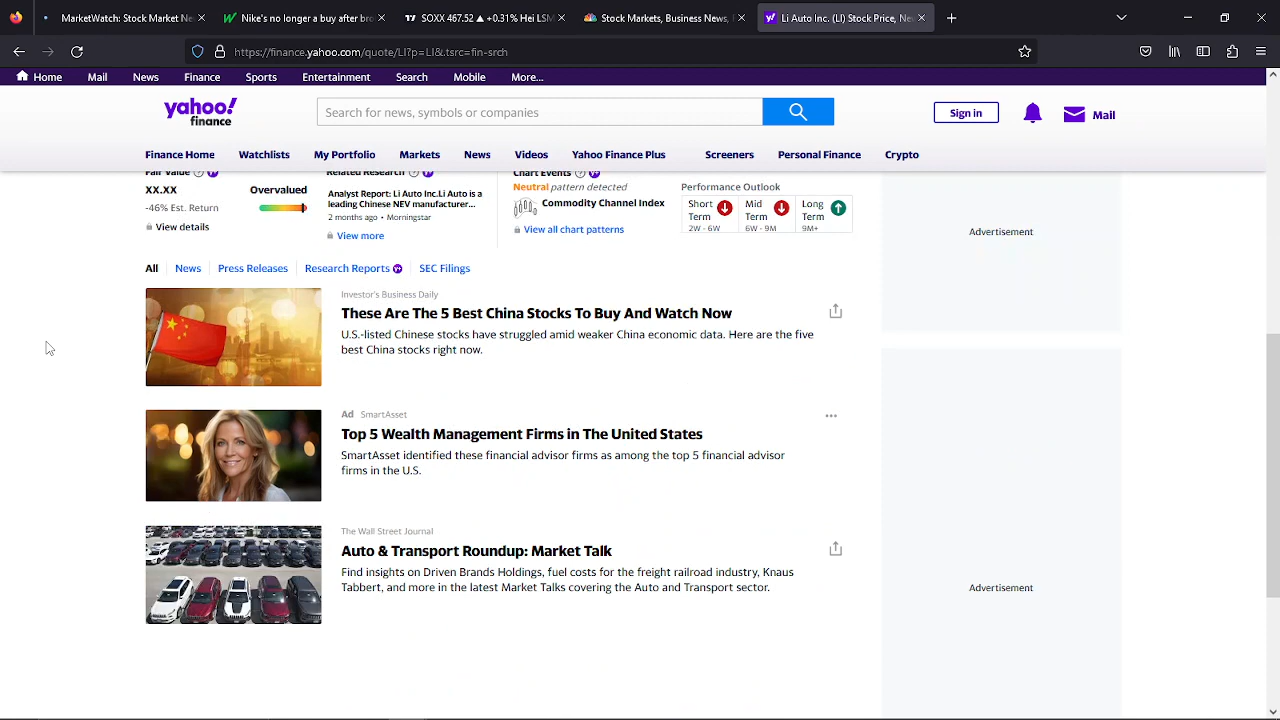 MarketWatch: Stock Market Ne
Nike's no longer a buy after bro
SOXL 27.52 ▲ +0.07% Hei LSM
Stock Markets, Business News,
Li Auto Inc. (LI) Stock Price, Ne
https://finance.yahoo.com/quote/LI?p=LI&.tsrc=fin-srch
Home Mail News Finance Sports Entertainment Search Mobile More...
yahoo!
finance
Search for news, symbols or companies
Sign in
Mail
Finance Home Watchlists My Portfolio Markets News Videos Yahoo Finance Plus Screeners Personal Finance Crypto
Fair Value
XX.XX Overvalued
-46% Est. Return
View details
Related Research
Analyst Report: Li Auto Inc.Li Auto is a
leading Chinese NEV manufacturer...
2 months ago • Morningstar
View more
Chart Events
Neutral pattern detected
Commodity Channel Index
View all chart patterns
Performance Outlook
Short
Term
2W - 6W
Mid
Term
6W - 9M
Long
Term
9M+
Advertisement
All News Press Releases Research Reports SEC Filings
Investor's Business Daily
These Are The 5 Best China Stocks To Buy And Watch Now
U.S.-listed Chinese stocks have struggled amid weaker China economic data. Here are the five
best China stocks right now.
Ad SmartAsset
Top 5 Wealth Management Firms in The United States
SmartAsset identified these financial advisor firms as among the top 5 financial advisor
firms in the U.S.
The Wall Street Journal
Auto & Transport Roundup: Market Talk
Find insights on Driven Brands Holdings, fuel costs for the freight railroad industry, Knaus
Tabbert, and more in the latest Market Talks covering the Auto and Transport sector.
Advertisement